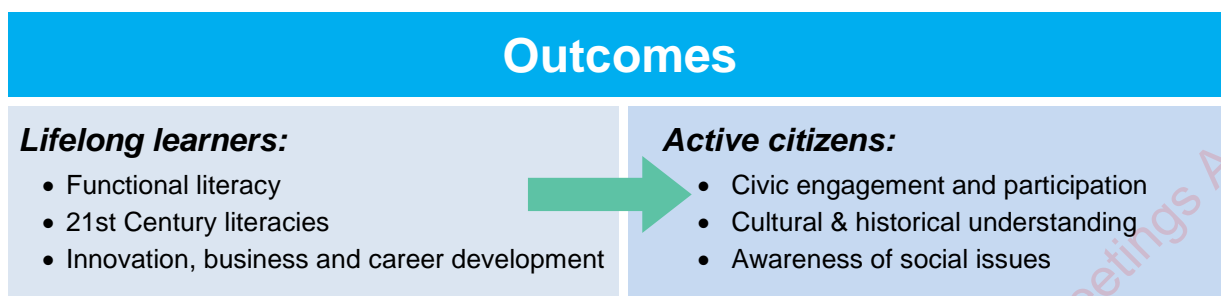 Outcomes
Lifelong learners:
• Functional literacy
• 21st Century literacies
• Innovation, business and career development
Active citizens:
• Civic engagement and participation
• Cultural & historical understanding
• Awareness of social issues
eetings